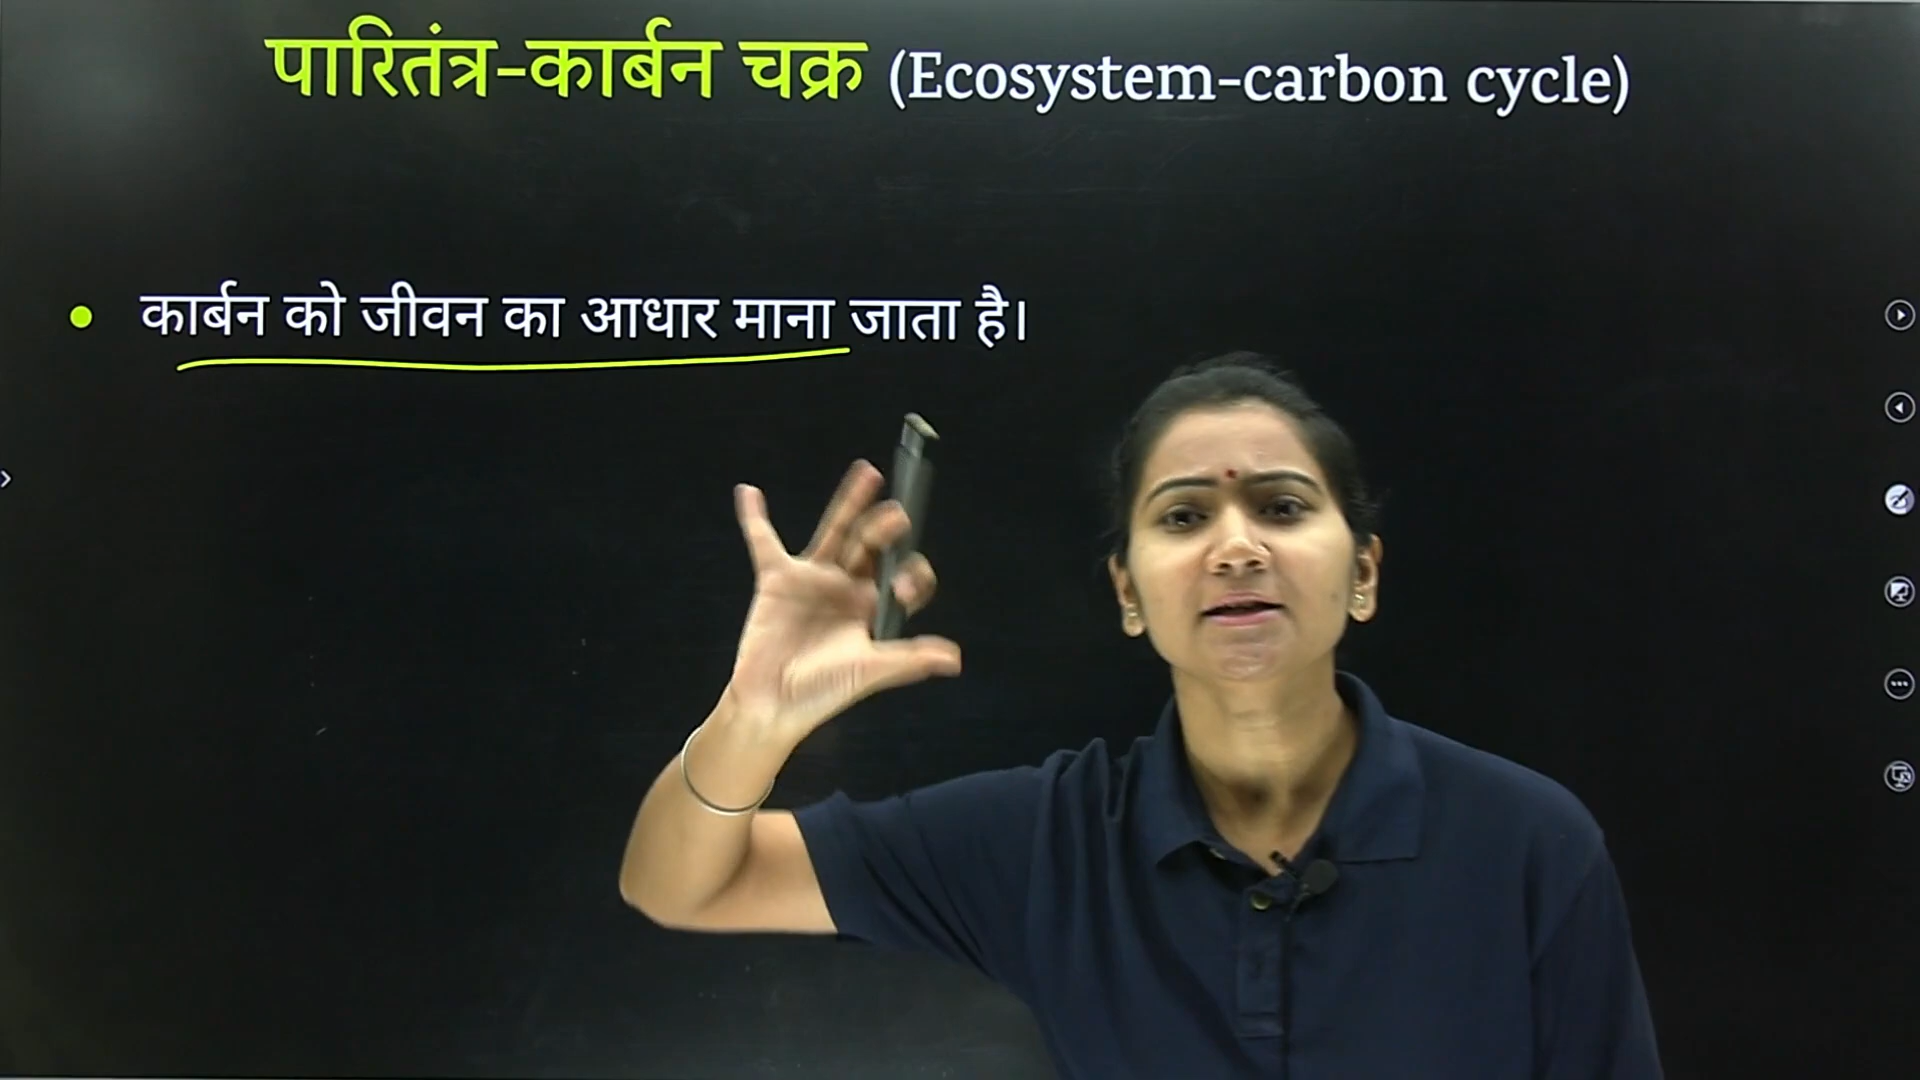 पारितंत्र-कार्बन चक्र (Ecosystem-carbon cycle)
• कार्बन को जीवन का आधार माना जाता है।